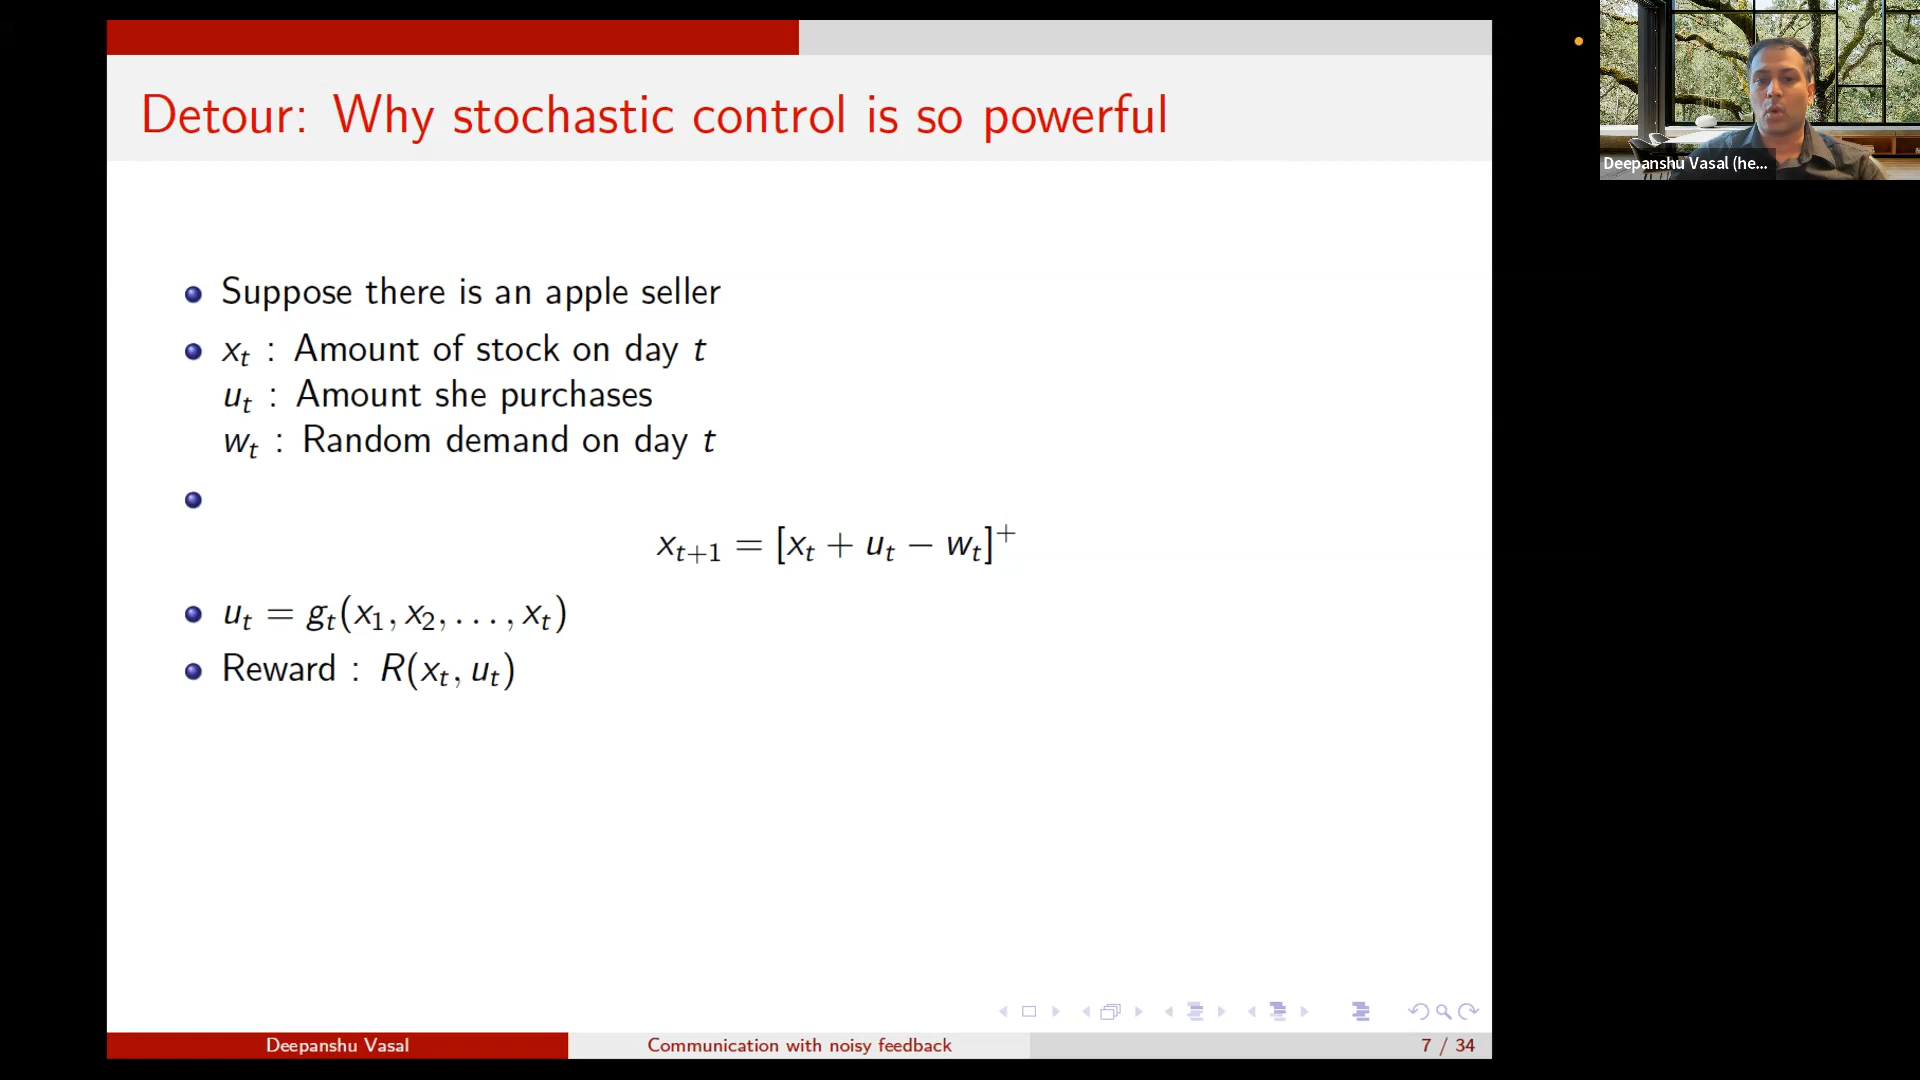 Detour: Why stochastic control is so powerful
Suppose there is an apple seller
x_t : Amount of stock on day t
u_t : Amount she purchases
w_t : Random demand on day t
x_{t+1} = [x_t + u_t − w_t]^+
u_t = g_t(x_1, x_2, . . . , x_t)
Reward : R(x_t, u_t)
Deepanshu Vasal
Communication with noisy feedback
7 / 34
Deepanshu Vasal (he...